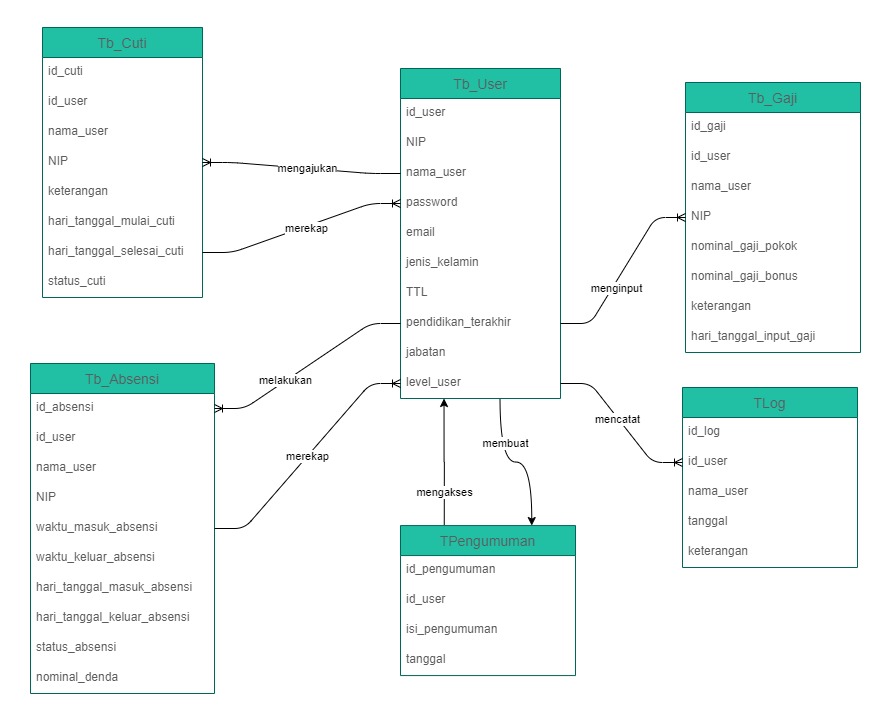 Tb_Cuti
id_cuti
id_user
nama_user
NIP
keterangan
hari_tanggal_mulai_cuti
hari_tanggal_selesai_cuti
status_cuti
mengajukan
merekap
Tb_User
id_user
NIP
nama_user
password
email
jenis_kelamin
TTL
pendidikan_terakhir
jabatan
level_user
Tb_Gaji
id_gaji
id_user
nama_user
NIP
nominal_gaji_pokok
nominal_gaji_bonus
keterangan
hari_tanggal_input_gaji
menginput
Tb_Absensi
id_absensi
id_user
nama_user
NIP
waktu_masuk_absensi
waktu_keluar_absensi
hari_tanggal_masuk_absensi
hari_tanggal_keluar_absensi
status_absensi
nominal_denda
melakukan
merekap
mengakses
membuat
mencatat
TPengumuman
id_pengumuman
id_user
isi_pengumuman
tanggal
TLog
id_log
id_user
nama_user
tanggal
keterangan